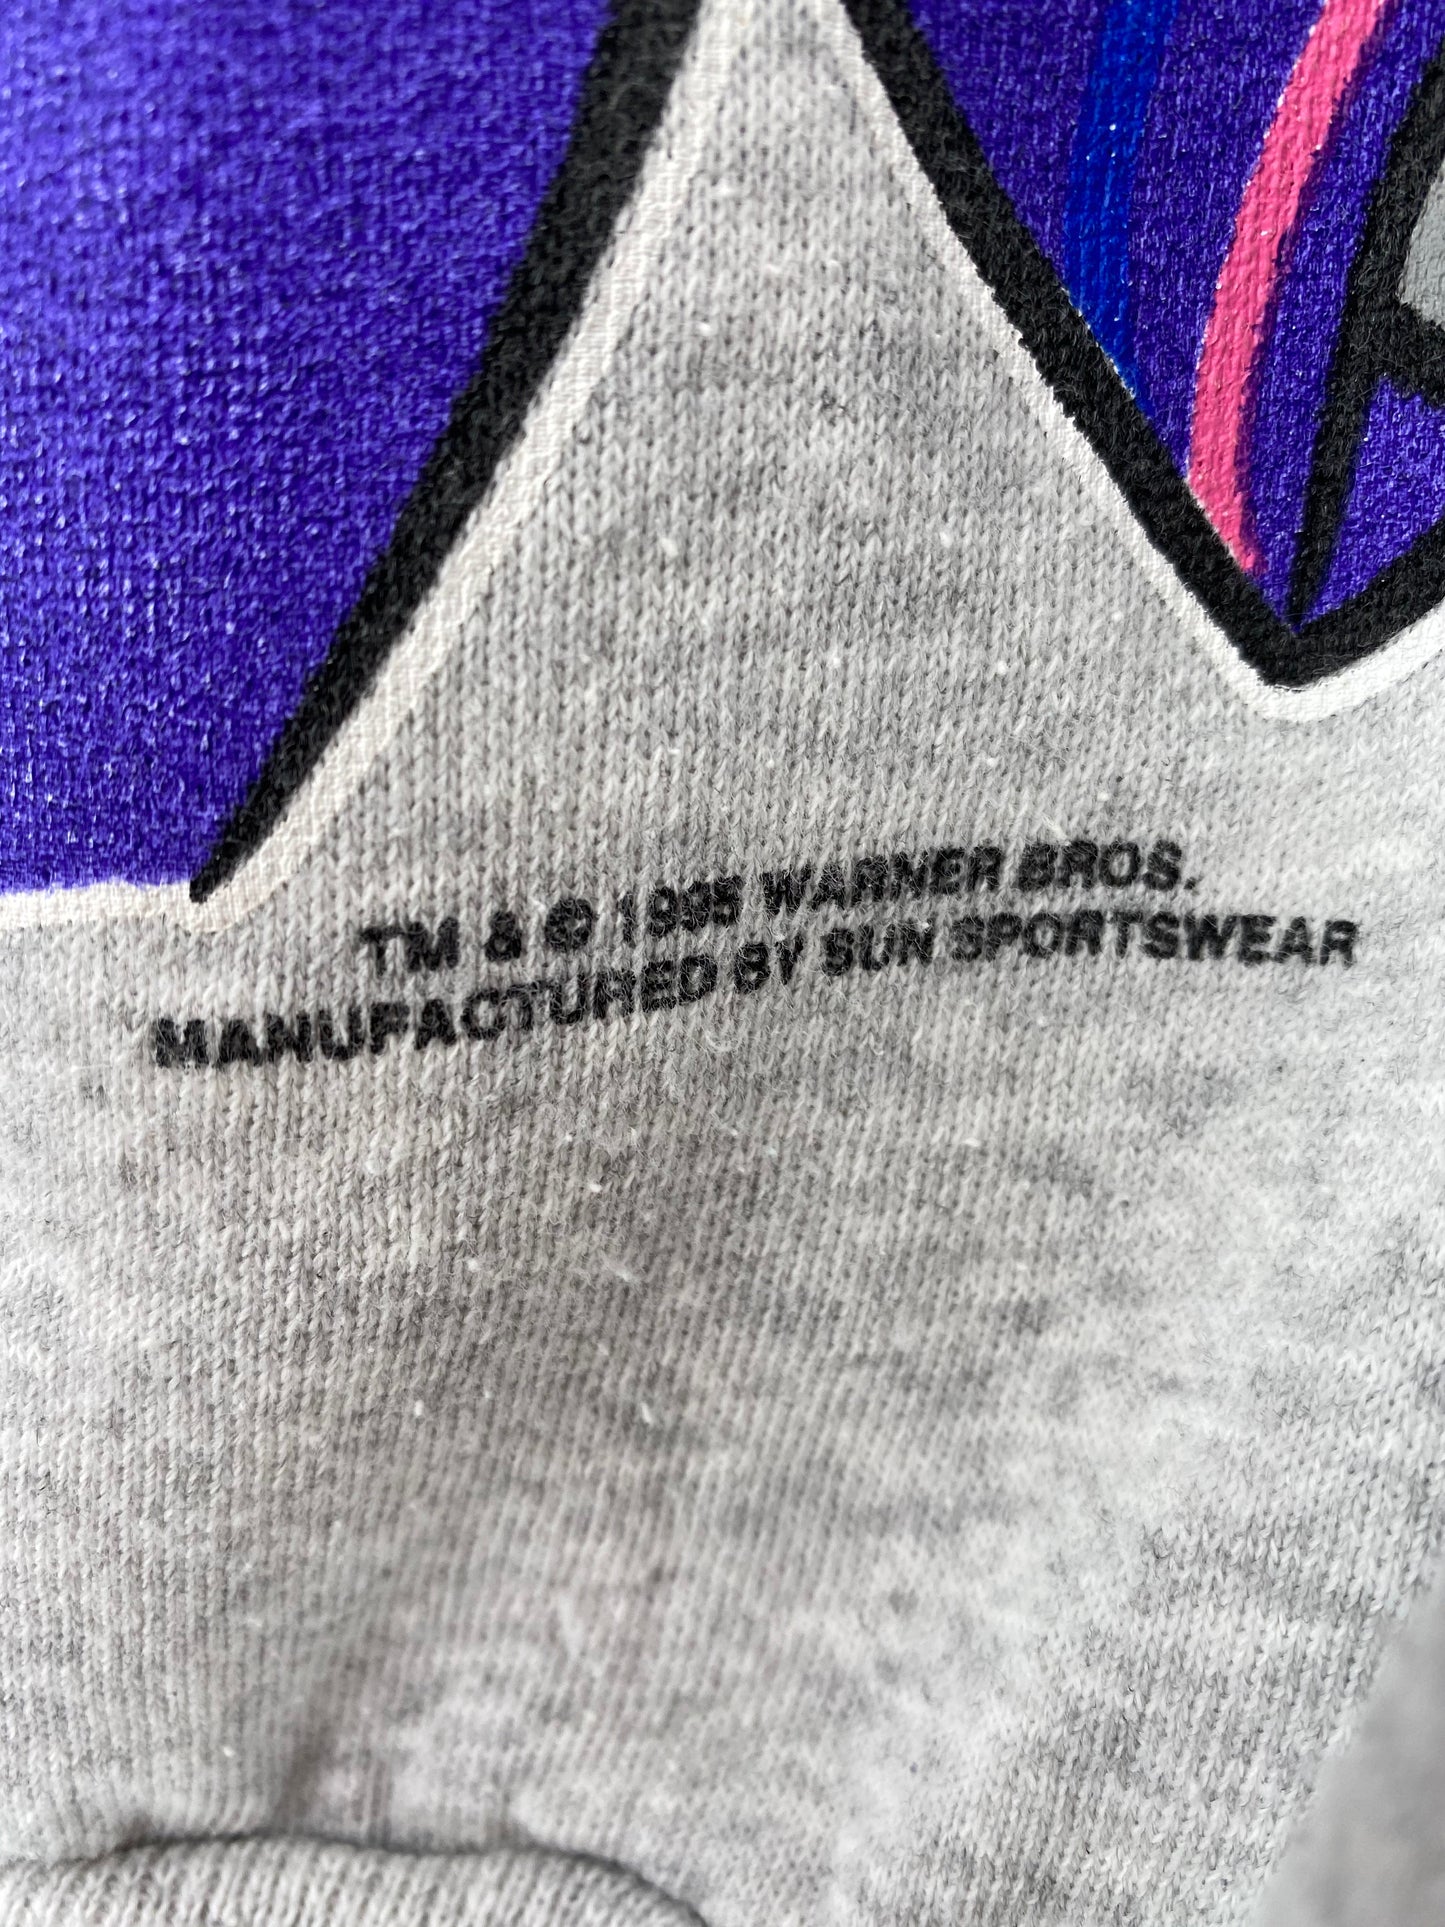 TM & © 1995 WARNER BROS.
MANUFACTURED BY SUN SPORTSWEAR